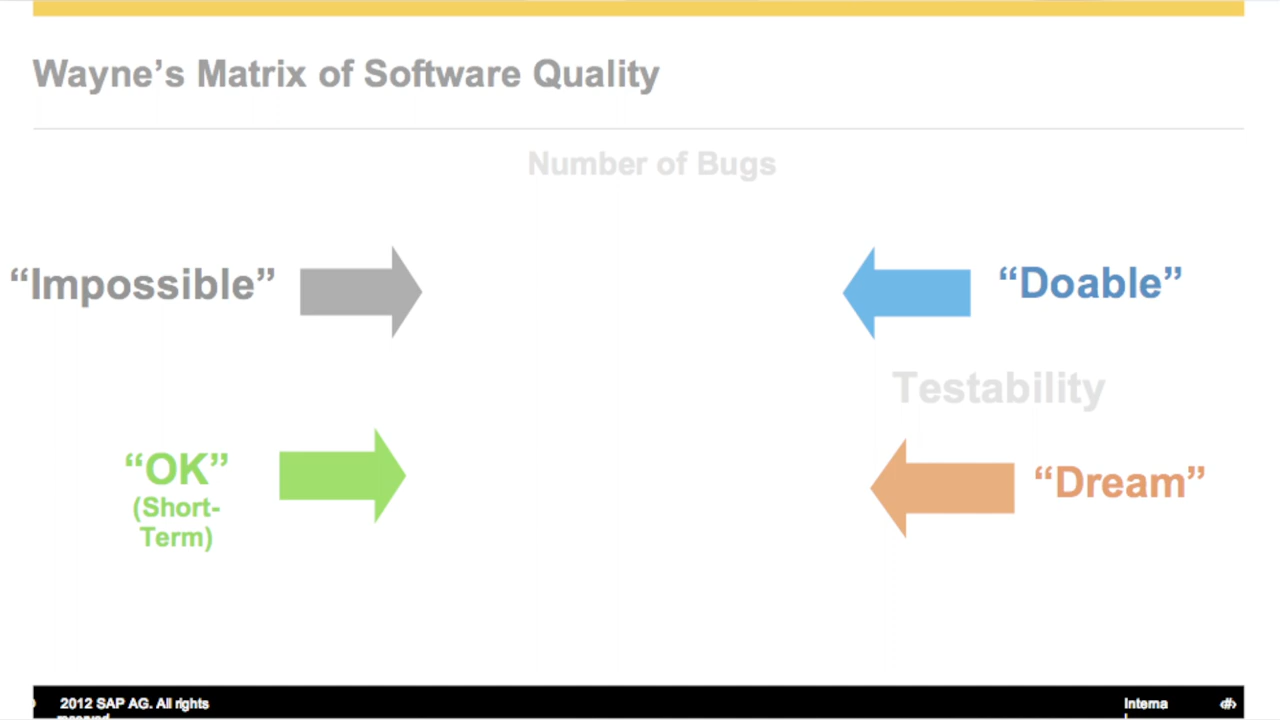 Wayne’s Matrix of Software Quality
Number of Bugs
“Impossible”
“Doable”
Testability
“OK”
(Short-
Term)
“Dream”
2012 SAP AG. All rights
reserved
Interna
l
‹#›